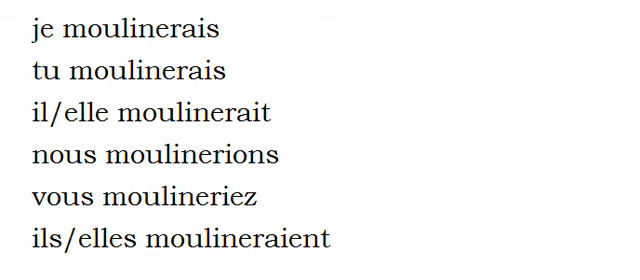 je moulinerais
tu moulinerais
il/elle moulinerait
nous moulinerions
vous moulineriez
ils/elles moulineraient